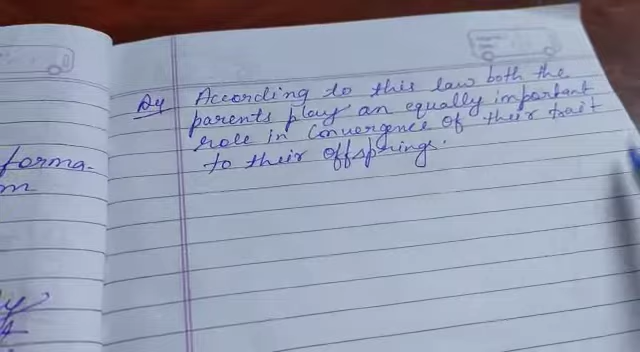 forma-
m
Q4 According to this law both the
parents play an equally important
role in Convergence of their trait
to their offsprings.